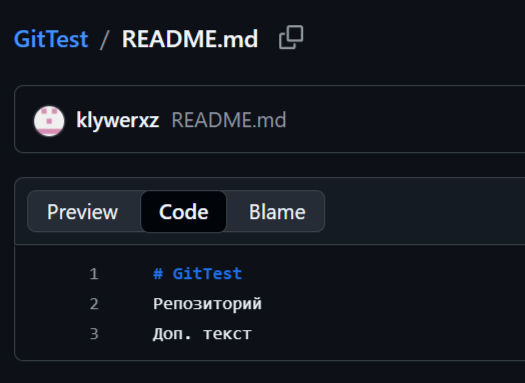 GitTest / README.md
klywerxz README.md
Preview Code Blame
1 # GitTest
2 Репозиторий
3 Доп. текст